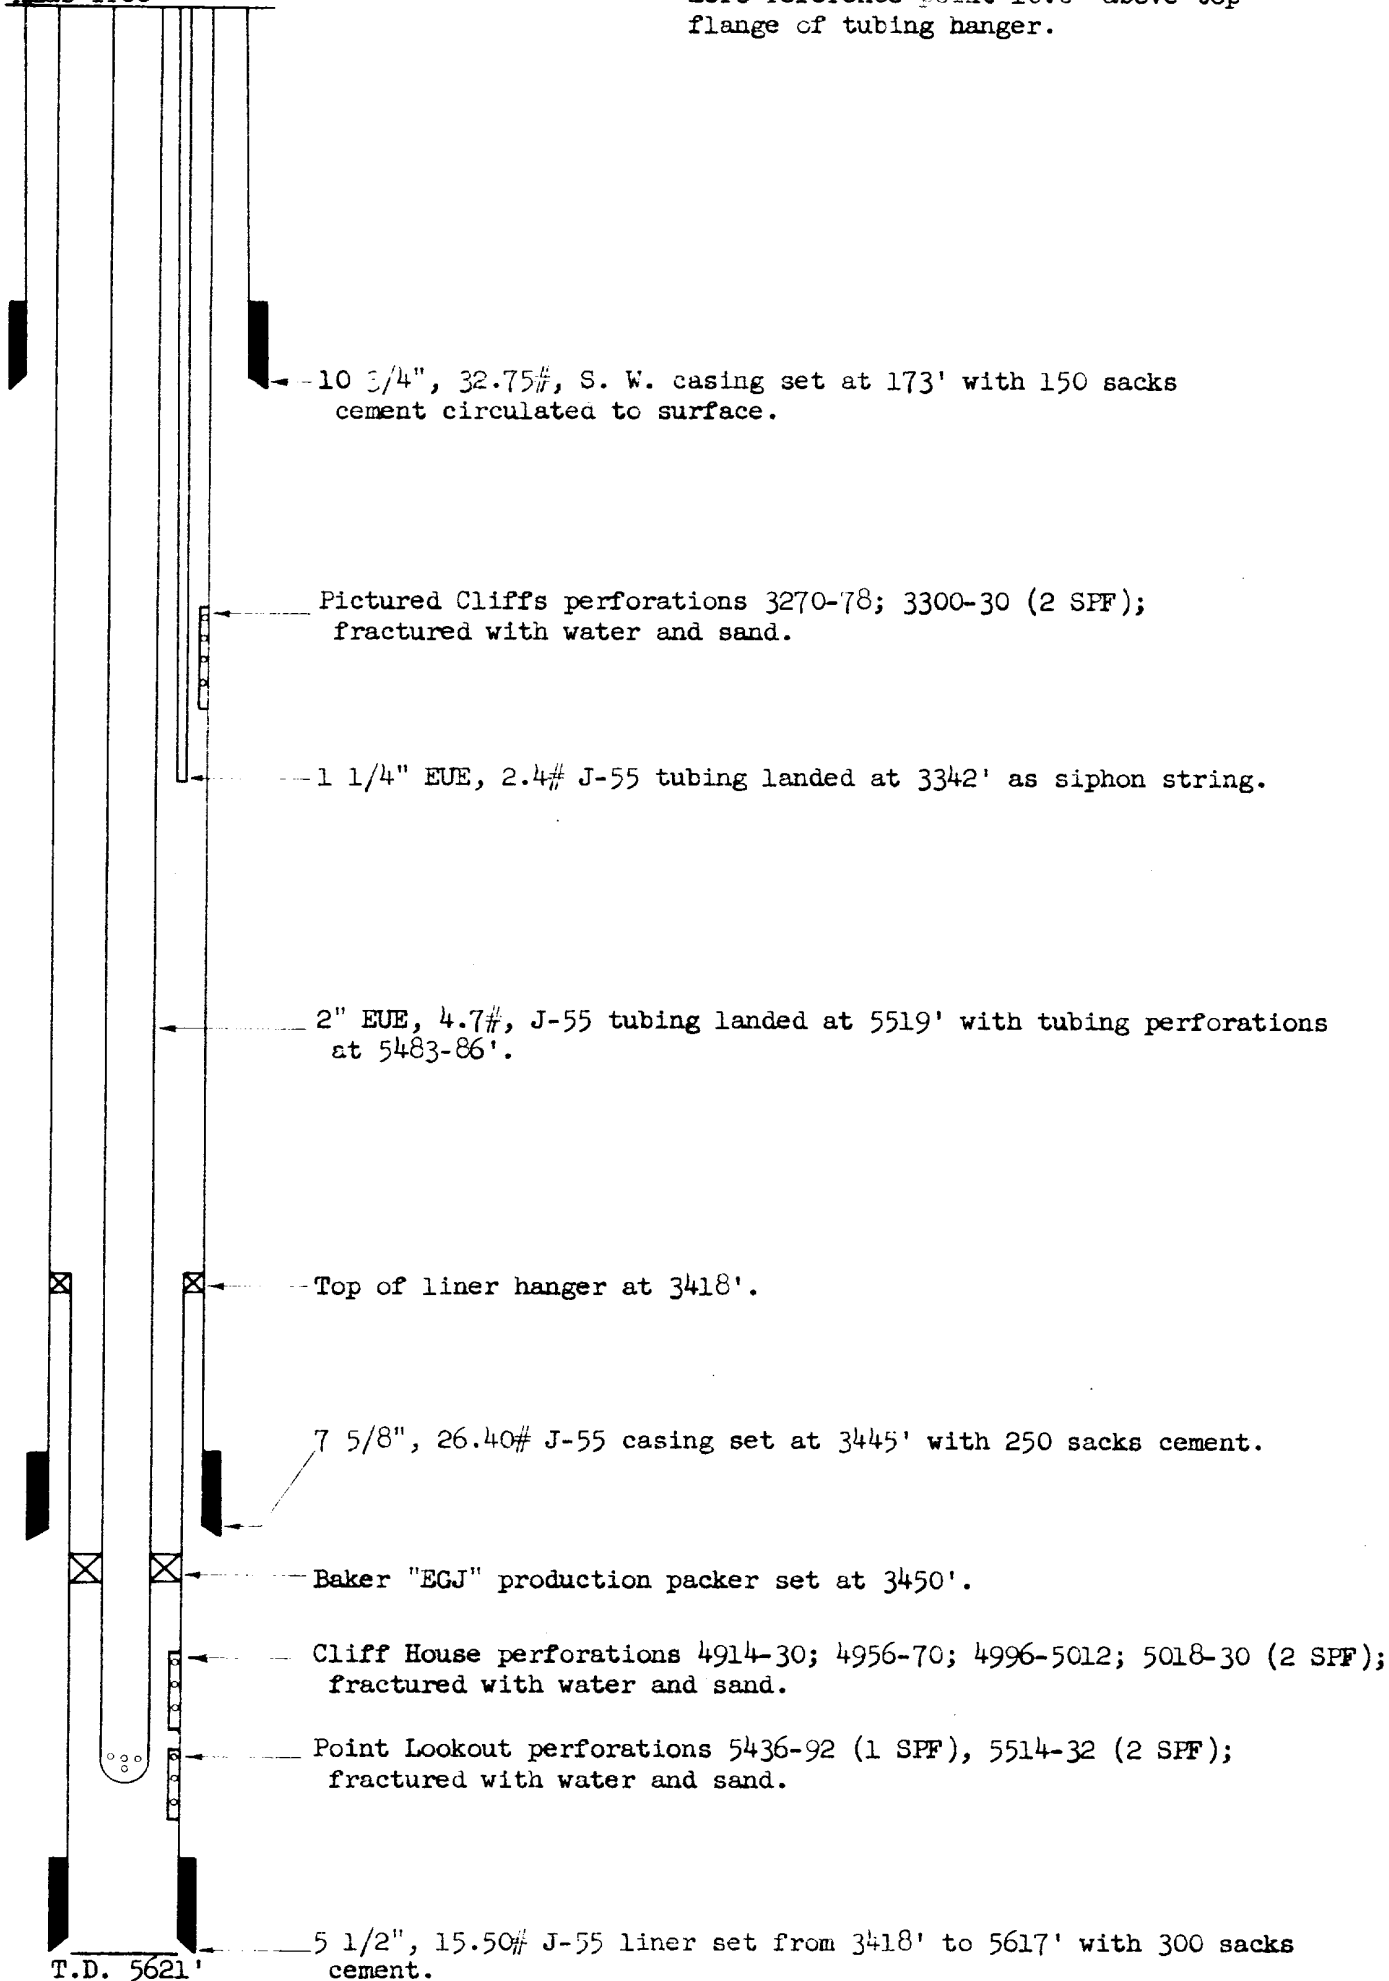 flange of tubing hanger.
10 3/4", 32.75#, S. W. casing set at 173' with 150 sacks
cement circulated to surface.
Pictured Cliffs perforations 3270-78; 3300-30 (2 SPF);
fractured with water and sand.
1 1/4" EUE, 2.4# J-55 tubing landed at 3342' as siphon string.
2" EUE, 4.7#, J-55 tubing landed at 5519' with tubing perforations
at 5483-86'.
Top of liner hanger at 3418'.
7 5/8", 26.40# J-55 casing set at 3445' with 250 sacks cement.
Baker "EGJ" production packer set at 3450'.
Cliff House perforations 4914-30; 4956-70; 4996-5012; 5018-30 (2 SPF);
fractured with water and sand.
Point Lookout perforations 5436-92 (1 SPF), 5514-32 (2 SPF);
fractured with water and sand.
5 1/2", 15.50# J-55 liner set from 3418' to 5617' with 300 sacks
cement.
T.D. 5621'